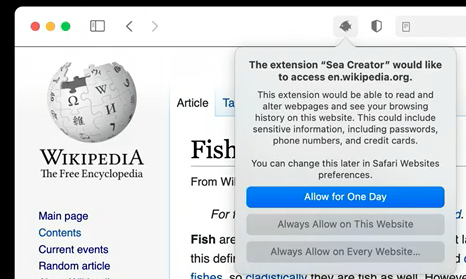 The extension “Sea Creator” would like
to access en.wikipedia.org.
This extension would be able to read and
alter webpages and see your browsing
history on this website. This could include
sensitive information, including passwords,
phone numbers, and credit cards.
You can change this later in Safari Websites
preferences.
Allow for One Day
Always Allow on This Website
Always Allow on Every Website...
WIKIPEDIA
The Free Encyclopedia
Main page
Contents
Current events
Random article
Article
Fish
From
For
Fish are
this defin
fishes, so cladistically they are fish as well. However